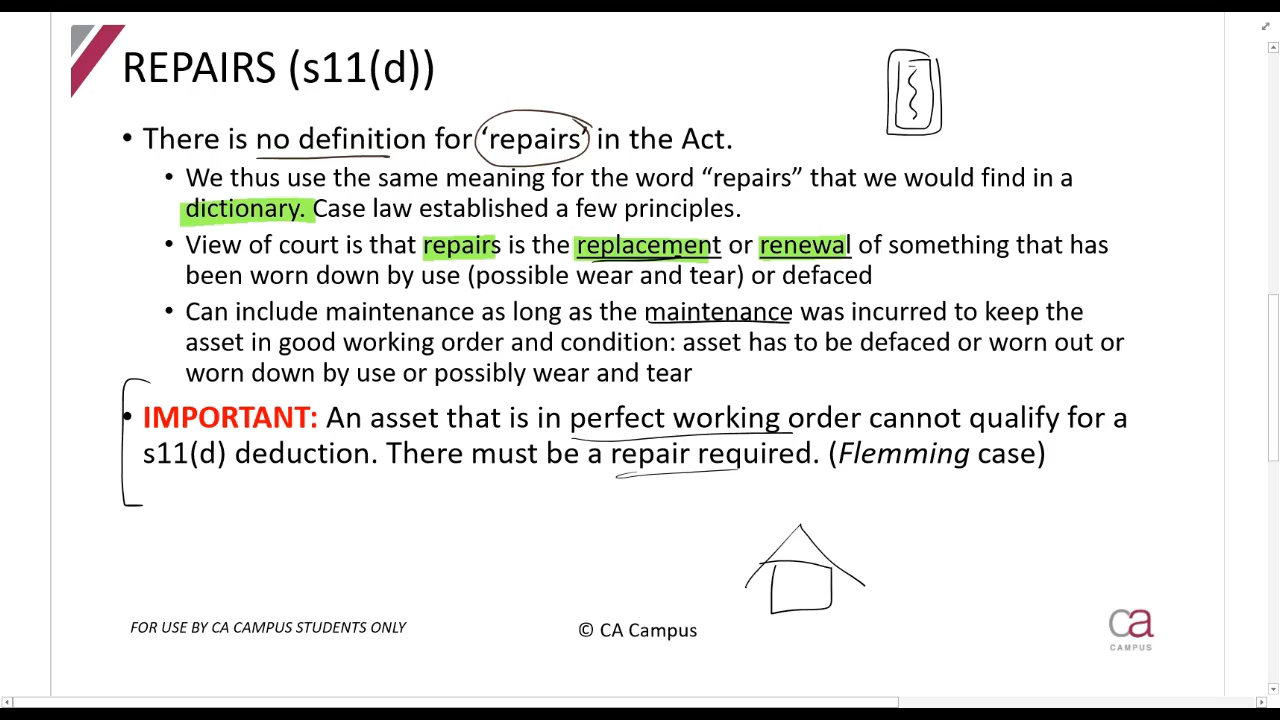 REPAIRS (s11(d))
• There is no definition for ‘repairs’ in the Act.
• We thus use the same meaning for the word “repairs” that we would find in a
dictionary. Case law established a few principles.
• View of court is that repairs is the replacement or renewal of something that has
been worn down by use (possible wear and tear) or defaced
• Can include maintenance as long as the maintenance was incurred to keep the
asset in good working order and condition: asset has to be defaced or worn out or
worn down by use or possibly wear and tear
• IMPORTANT: An asset that is in perfect working order cannot qualify for a
s11(d) deduction. There must be a repair required. (Flemming case)
FOR USE BY CA CAMPUS STUDENTS ONLY
© CA Campus
ca
CAMPUS